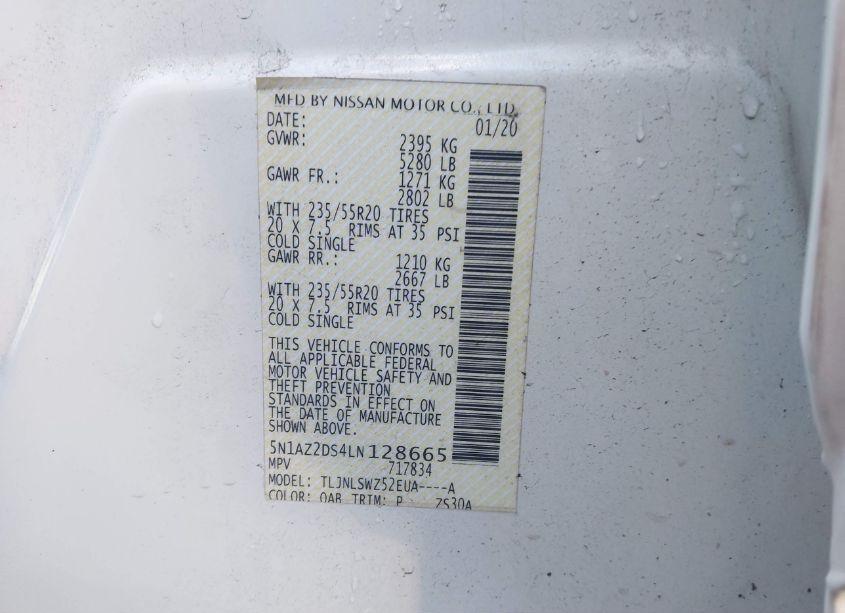 MFD BY NISSAN MOTOR CO., LTD.
DATE: 01/20
GVWR: 2395 KG
5280 LB
GAWR FR.: 1271 KG
2802 LB
WITH 235/55R20 TIRES
20 X 7.5 RIMS AT 35 PSI
COLD SINGLE
GAWR RR.: 1210 KG
2667 LB
WITH 235/55R20 TIRES
20 X 7.5 RIMS AT 35 PSI
COLD SINGLE
THIS VEHICLE CONFORMS TO
ALL APPLICABLE FEDERAL
MOTOR VEHICLE SAFETY AND
THEFT PREVENTION
STANDARDS IN EFFECT ON
THE DATE OF MANUFACTURE
SHOWN ABOVE.
5N1AZ2DS4LN128665
MPV 717834
MODEL: TLJNLSWZ52EUA----A
COLOR: QAB TRIM: P ZS30A